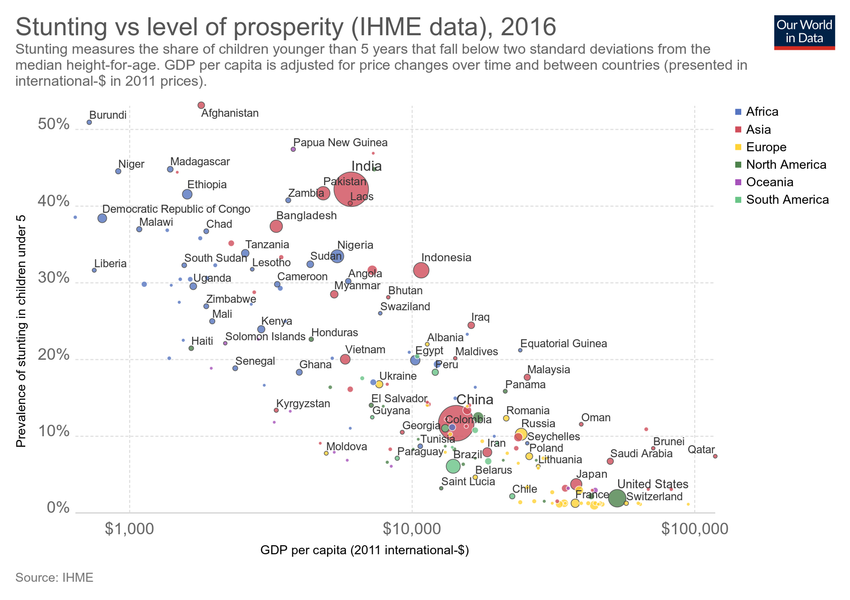 Stunting vs level of prosperity (IHME data), 2016
Our World
in Data
Stunting measures the share of children younger than 5 years that fall below two standard deviations from the
median height-for-age. GDP per capita is adjusted for price changes over time and between countries (presented in
international-$ in 2011 prices).
Prevalence of stunting in children under 5
50%
40%
30%
20%
10%
0%
Burundi
Afghanistan
Papua New Guinea
Niger
Madagascar
India
Ethiopia
Pakistan
Zambia
Laos
Democratic Republic of Congo
Bangladesh
Malawi
Chad
Tanzania
Nigeria
Liberia
South Sudan
Lesotho
Sudan
Indonesia
Uganda
Cameroon
Angola
Myanmar
Bhutan
Zimbabwe
Swaziland
Mali
Kenya
Iraq
Haiti
Solomon Islands
Honduras
Albania
Equatorial Guinea
Vietnam
Egypt
Maldives
Senegal
Ghana
Peru
Malaysia
Ukraine
Panama
Kyrgyzstan
El Salvador
China
Guyana
Romania
Georgia
Colombia
Russia
Oman
Moldova
Tunisia
Iran
Seychelles
Brunei
Paraguay
Brazil
Poland
Saudi Arabia
Qatar
Belarus
Lithuania
Saint Lucia
Chile
Japan
France
United States
Switzerland
$1,000
$10,000
$100,000
GDP per capita (2011 international-$)
Africa
Asia
Europe
North America
Oceania
South America
Source: IHME